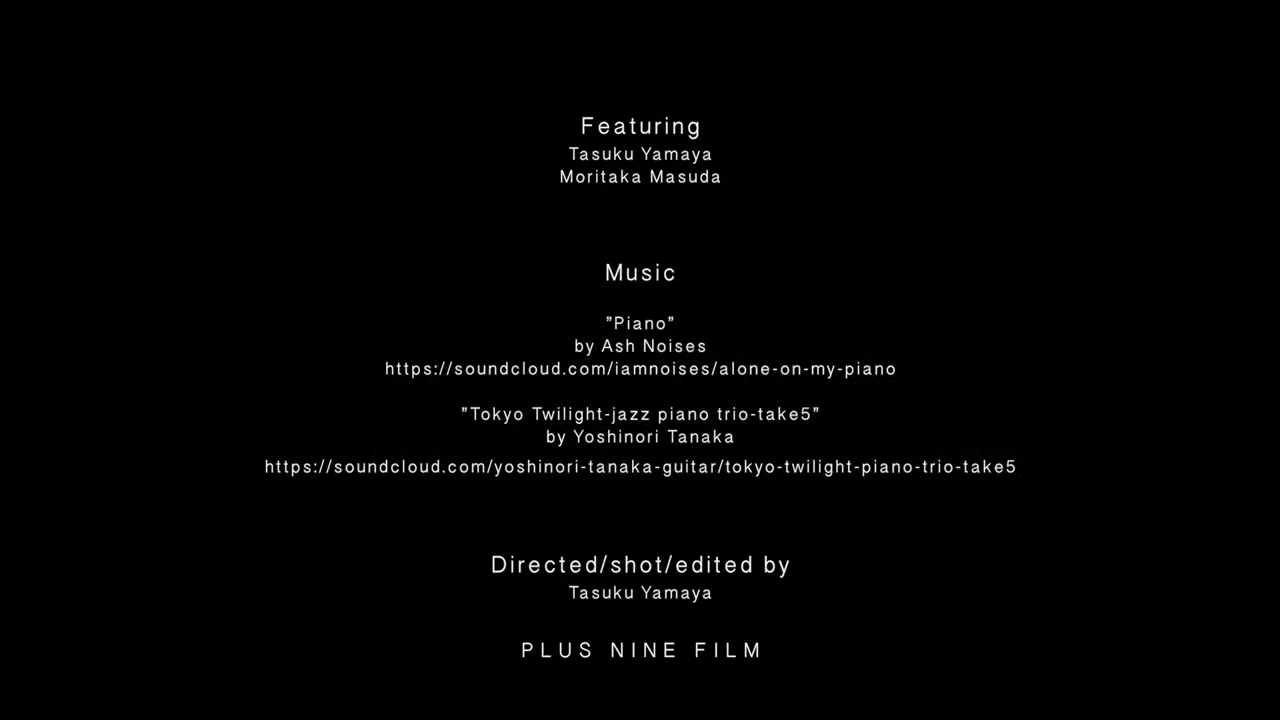 Featuring
Tasuku Yamaya
Moritaka Masuda
Music
”Piano”
by Ash Noises
https://soundcloud.com/iamnoises/alone-on-my-piano
”Tokyo Twilight-jazz piano trio-take5”
by Yoshinori Tanaka
https://soundcloud.com/yoshinori-tanaka-guitar/tokyo-twilight-piano-trio-take5
Directed/shot/edited by
Tasuku Yamaya
PLUS NINE FILM